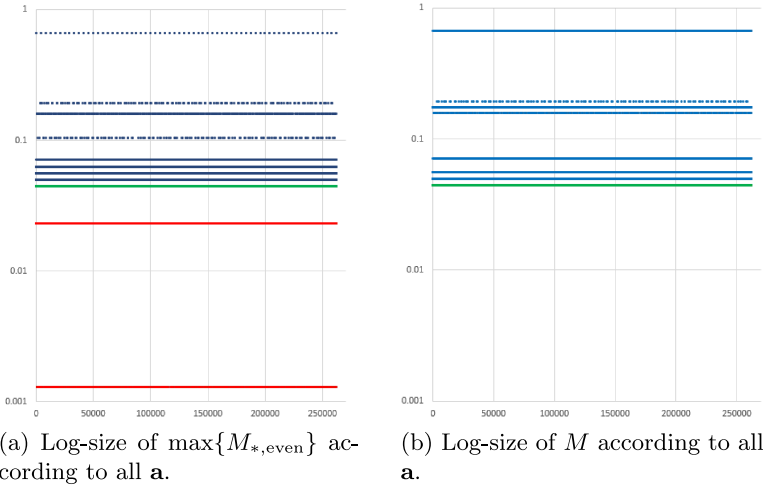 1
0.1
0.01
0.001
0 50000 100000 150000 200000 250000
1
0.1
0.01
0.001
0 50000 100000 150000 200000 250000
(a) Log-size of max{M∗,even} ac-
cording to all a.
(b) Log-size of M according to all
a.